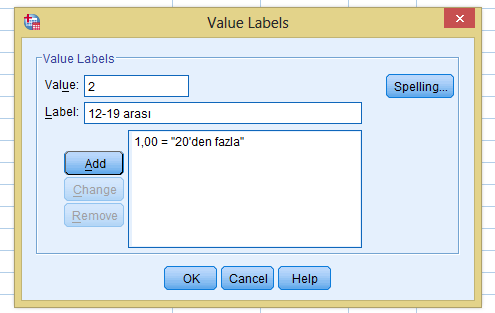 Value Labels
Value Labels
Value: 2
Spelling...
Label: 12-19 arası
1,00 = "20'den fazla"
Add
Change
Remove
OK Cancel Help